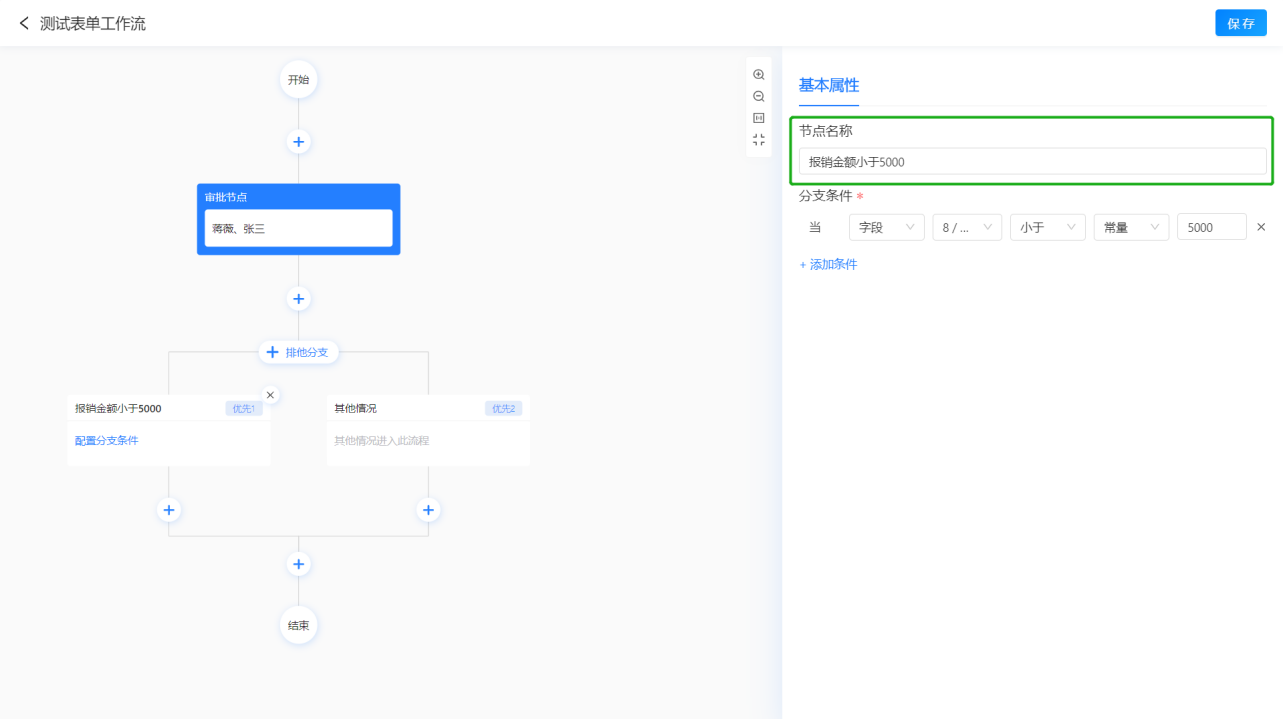 测试表单工作流
保存
开始
审批节点
蒋薇、张三
排他分支
报销金额小于5000 优先1
配置分支条件
其他情况 优先2
其他情况进入此流程
结束
基本属性
节点名称
报销金额小于5000
分支条件 *
当 字段 8 / ... 小于 常量 5000
+ 添加条件